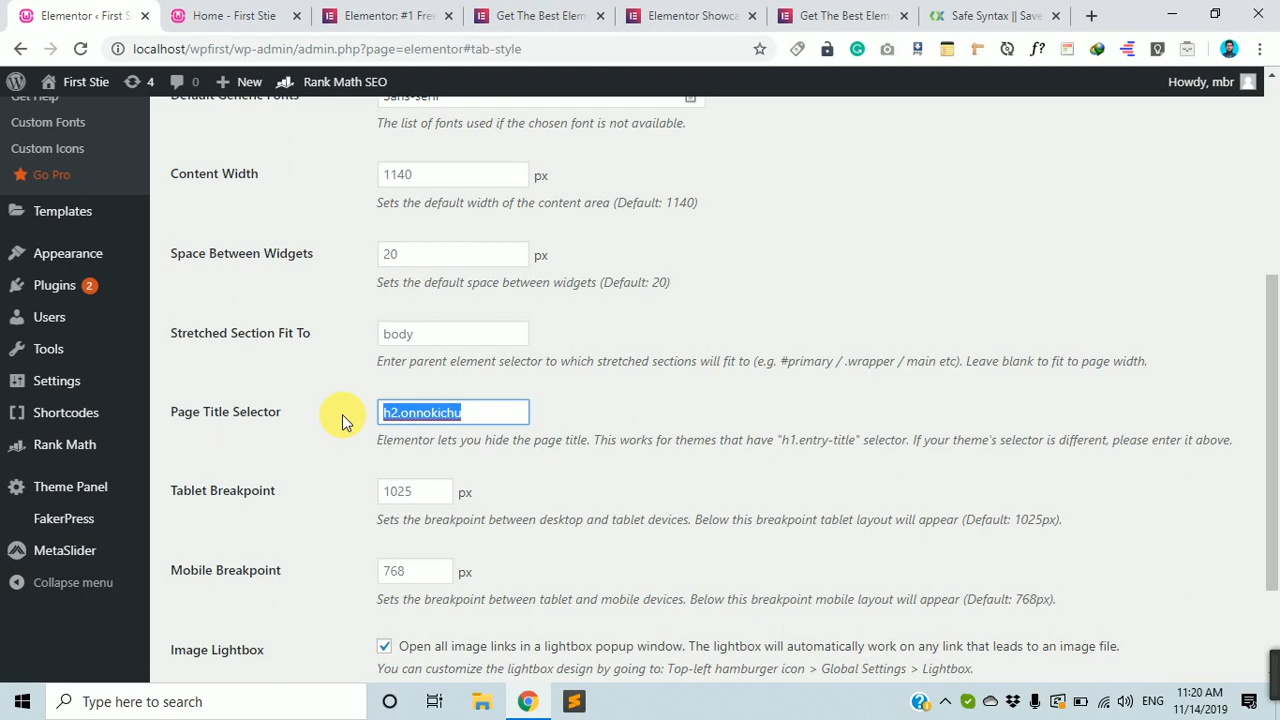 Elementor ‹ First S
Home - First Stie
Elementor: #1 Free
Get The Best Elem
Elementor Showca
Get The Best Elem
Safe Syntax || Save
localhost/wpfirst/wp-admin/admin.php?page=elementor#tab-style
First Stie 4 0 New Rank Math SEO Howdy, mbr
Get Help
Custom Fonts
Custom Icons
Go Pro
Templates
Appearance
Plugins 2
Users
Tools
Settings
Shortcodes
Rank Math
Theme Panel
FakerPress
MetaSlider
Collapse menu
Default Generic Fonts Sans-serif
The list of fonts used if the chosen font is not available.
Content Width 1140 px
Sets the default width of the content area (Default: 1140)
Space Between Widgets 20 px
Sets the default space between widgets (Default: 20)
Stretched Section Fit To body
Enter parent element selector to which stretched sections will fit to (e.g. #primary / .wrapper / main etc). Leave blank to fit to page width.
Page Title Selector h2.onnokichu
Elementor lets you hide the page title. This works for themes that have "h1.entry-title" selector. If your theme's selector is different, please enter it above.
Tablet Breakpoint 1025 px
Sets the breakpoint between desktop and tablet devices. Below this breakpoint tablet layout will appear (Default: 1025px).
Mobile Breakpoint 768 px
Sets the breakpoint between tablet and mobile devices. Below this breakpoint mobile layout will appear (Default: 768px).
Image Lightbox Open all image links in a lightbox popup window. The lightbox will automatically work on any link that leads to an image file.
You can customize the lightbox design by going to: Top-left hamburger icon > Global Settings > Lightbox.
Type here to search
ENG
11:20 AM
11/14/2019